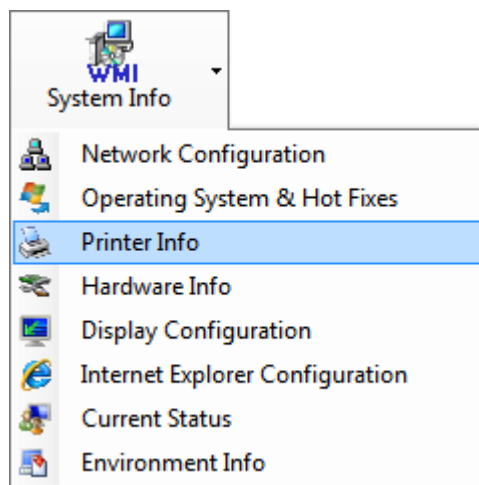 WMI
System Info
Network Configuration
Operating System & Hot Fixes
Printer Info
Hardware Info
Display Configuration
Internet Explorer Configuration
Current Status
Environment Info